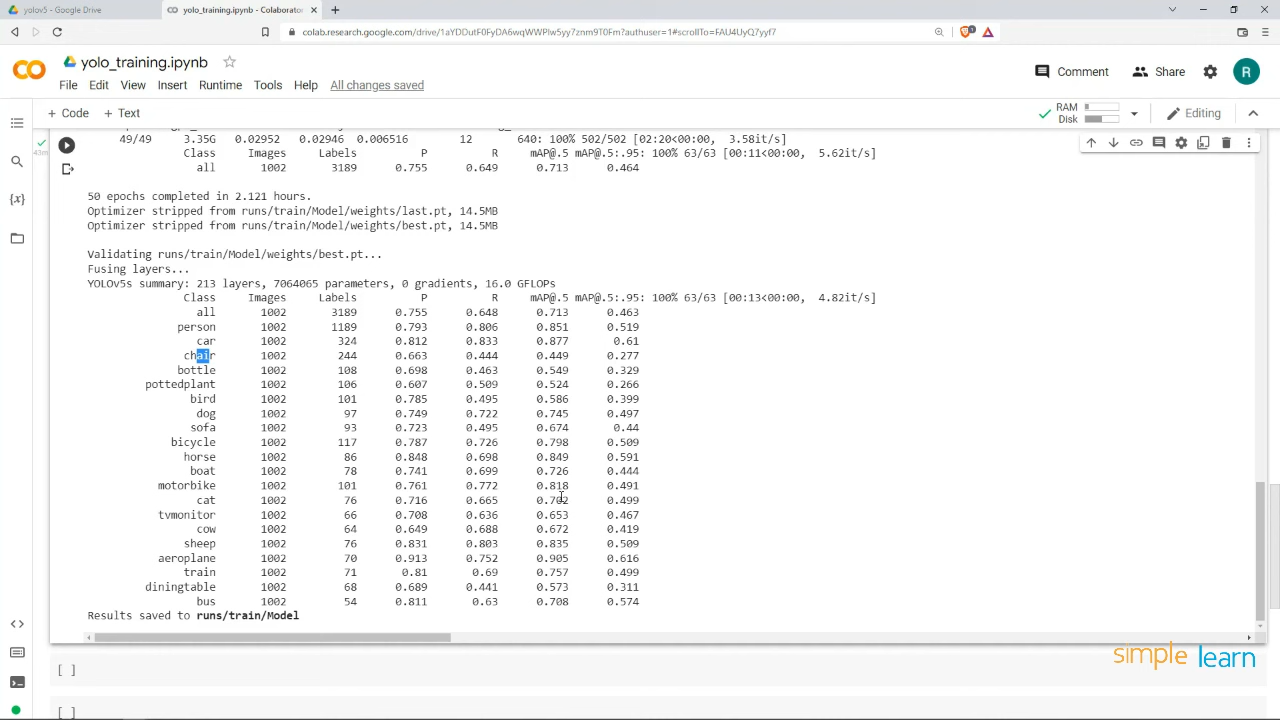 yolov5 - Google Drive
yolo_training.ipynb - Colaborato
colab.research.google.com/drive/1aYDDutF0FyDA6wqWWPlw5yy7znm9T0Fm?authuser=1#scrollTo=FAU4UyQ7yyf7
yolo_training.ipynb
Comment
Share
R
File Edit View Insert Runtime Tools Help All changes saved
+ Code + Text
RAM
Disk
Editing
49/49 3.35G 0.02952 0.02946 0.006516 12 640: 100% 502/502 [02:20<00:00, 3.58it/s]
Class Images Labels P R mAP@.5 mAP@.5:.95: 100% 63/63 [00:11<00:00, 5.62it/s]
all 1002 3189 0.755 0.649 0.713 0.464
50 epochs completed in 2.121 hours.
Optimizer stripped from runs/train/Model/weights/last.pt, 14.5MB
Optimizer stripped from runs/train/Model/weights/best.pt, 14.5MB
Validating runs/train/Model/weights/best.pt...
Fusing layers...
YOLOv5s summary: 213 layers, 7064065 parameters, 0 gradients, 16.0 GFLOPs
Class Images Labels P R mAP@.5 mAP@.5:.95: 100% 63/63 [00:13<00:00, 4.82it/s]
all 1002 3189 0.755 0.648 0.713 0.463
person 1002 1189 0.793 0.806 0.851 0.519
car 1002 324 0.812 0.833 0.877 0.61
chair 1002 244 0.663 0.444 0.449 0.277
bottle 1002 108 0.698 0.463 0.549 0.329
pottedplant 1002 106 0.607 0.509 0.524 0.266
bird 1002 101 0.785 0.495 0.586 0.399
dog 1002 97 0.749 0.722 0.745 0.497
sofa 1002 93 0.723 0.495 0.674 0.44
bicycle 1002 117 0.787 0.726 0.798 0.509
horse 1002 86 0.848 0.698 0.849 0.591
boat 1002 78 0.741 0.699 0.726 0.444
motorbike 1002 101 0.761 0.772 0.818 0.491
cat 1002 76 0.716 0.665 0.702 0.499
tvmonitor 1002 66 0.708 0.636 0.653 0.467
cow 1002 64 0.649 0.688 0.672 0.419
sheep 1002 76 0.831 0.803 0.835 0.509
aeroplane 1002 70 0.913 0.752 0.905 0.616
train 1002 71 0.81 0.69 0.757 0.499
diningtable 1002 68 0.689 0.441 0.573 0.311
bus 1002 54 0.811 0.63 0.708 0.574
Results saved to runs/train/Model
simplelearn
[ ]
[ ]